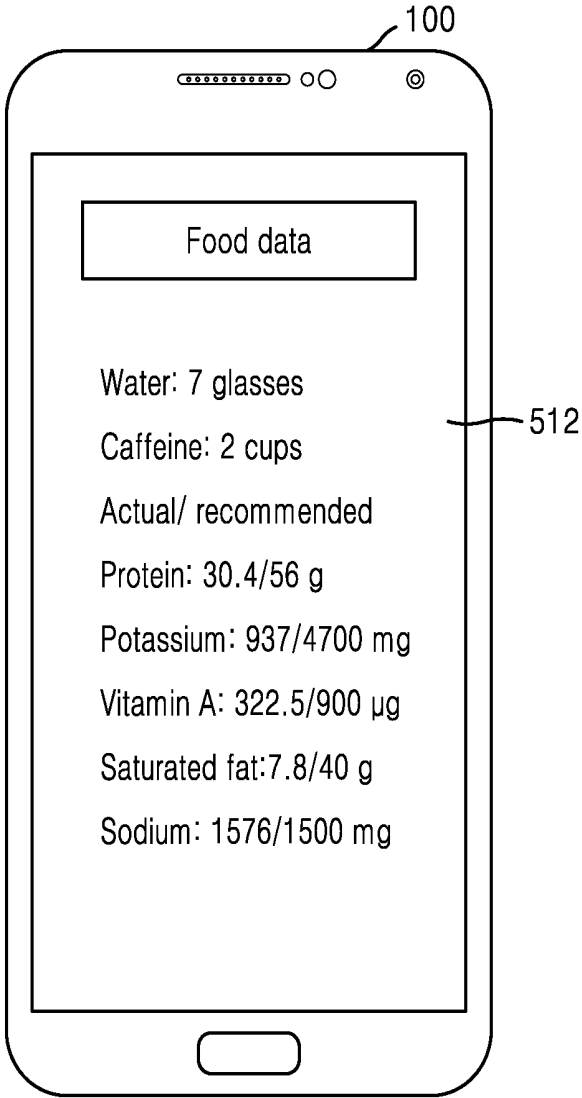 100
Food data
Water: 7 glasses
512
Caffeine: 2 cups
Actual/ recommended
Protein: 30.4/56 g
Potassium: 937/4700 mg
Vitamin A: 322.5/900 μg
Saturated fat:7.8/40 g
Sodium: 1576/1500 mg